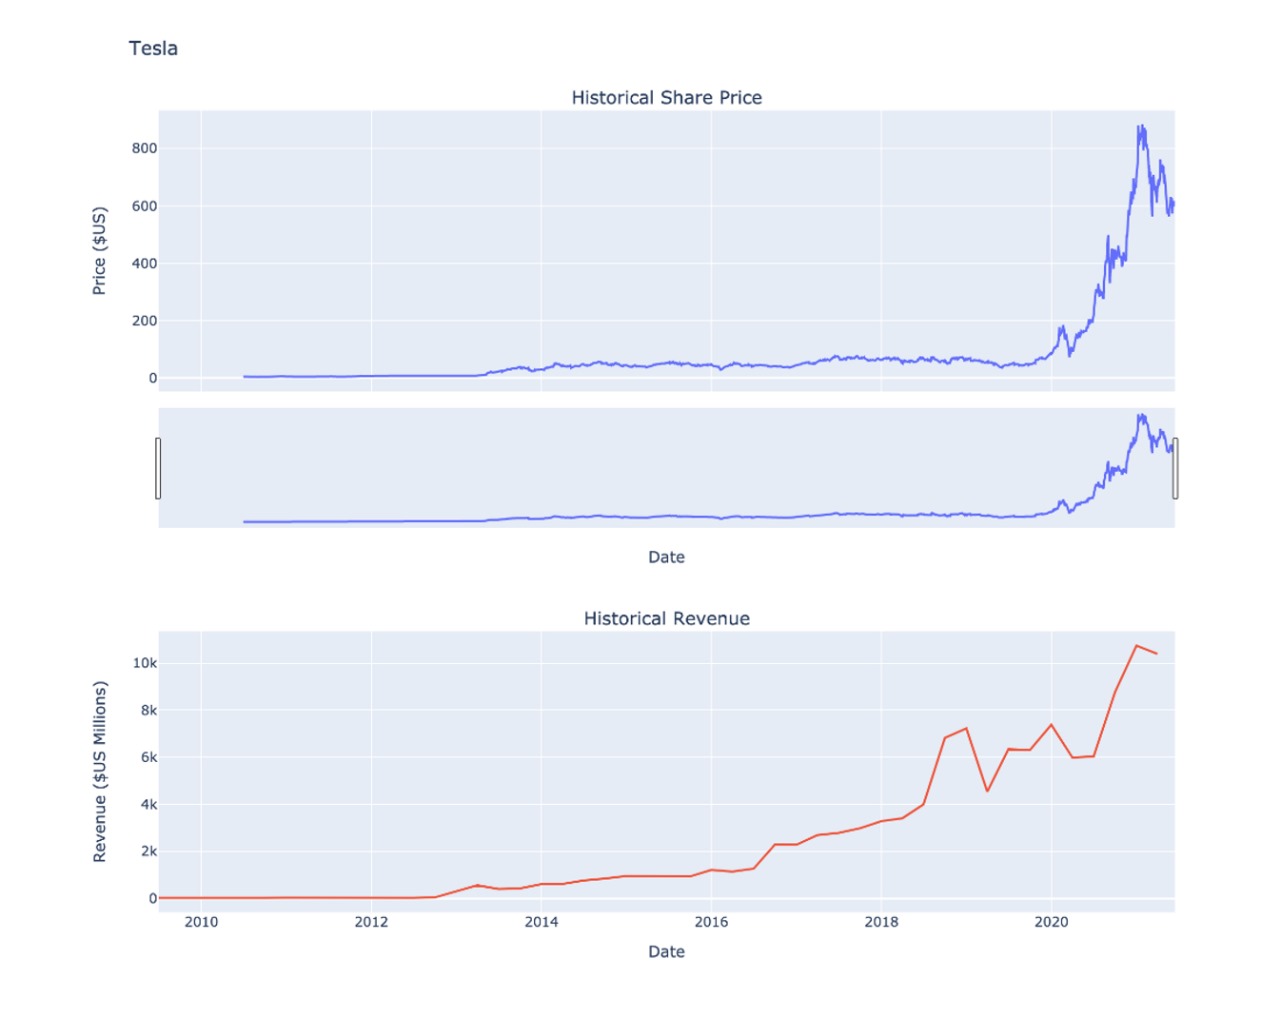 Tesla
Historical Share Price
Price ($US)
800
600
400
200
0
Date
Historical Revenue
Revenue ($US Millions)
10k
8k
6k
4k
2k
0
2010 2012 2014 2016 2018 2020
Date